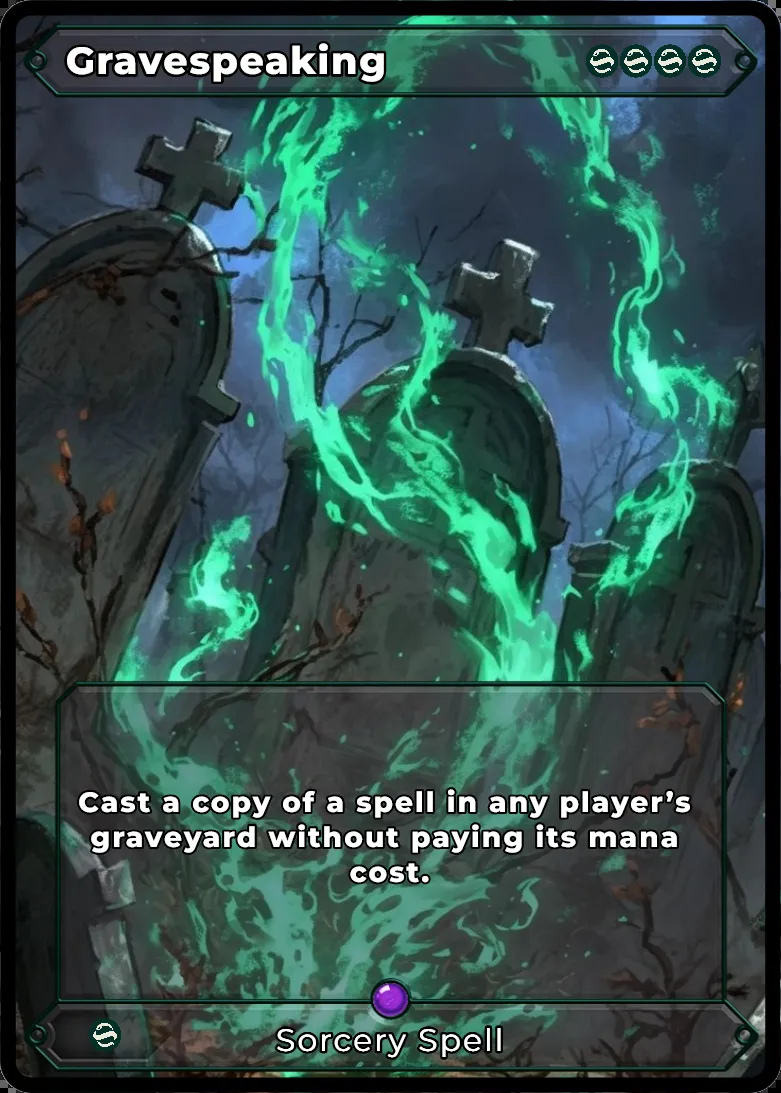 Gravespeaking
Cast a copy of a spell in any player’s
graveyard without paying its mana
cost.
Sorcery Spell